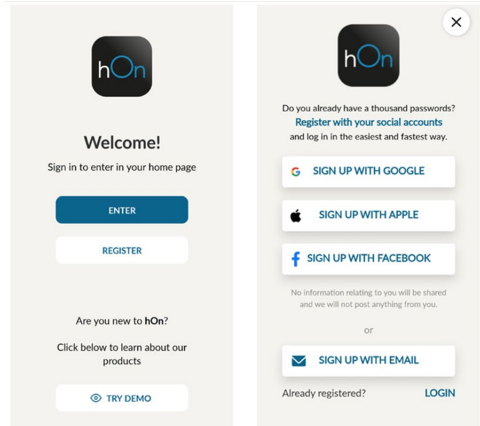 hOn
Welcome!
Sign in to enter in your home page
ENTER
REGISTER
Are you new to hOn?
Click below to learn about our
products
TRY DEMO
hOn
Do you already have a thousand passwords?
Register with your social accounts
and log in in the easiest and fastest way.
SIGN UP WITH GOOGLE
SIGN UP WITH APPLE
SIGN UP WITH FACEBOOK
No information relating to you will be shared
and we will not post anything from you.
or
SIGN UP WITH EMAIL
Already registered? LOGIN